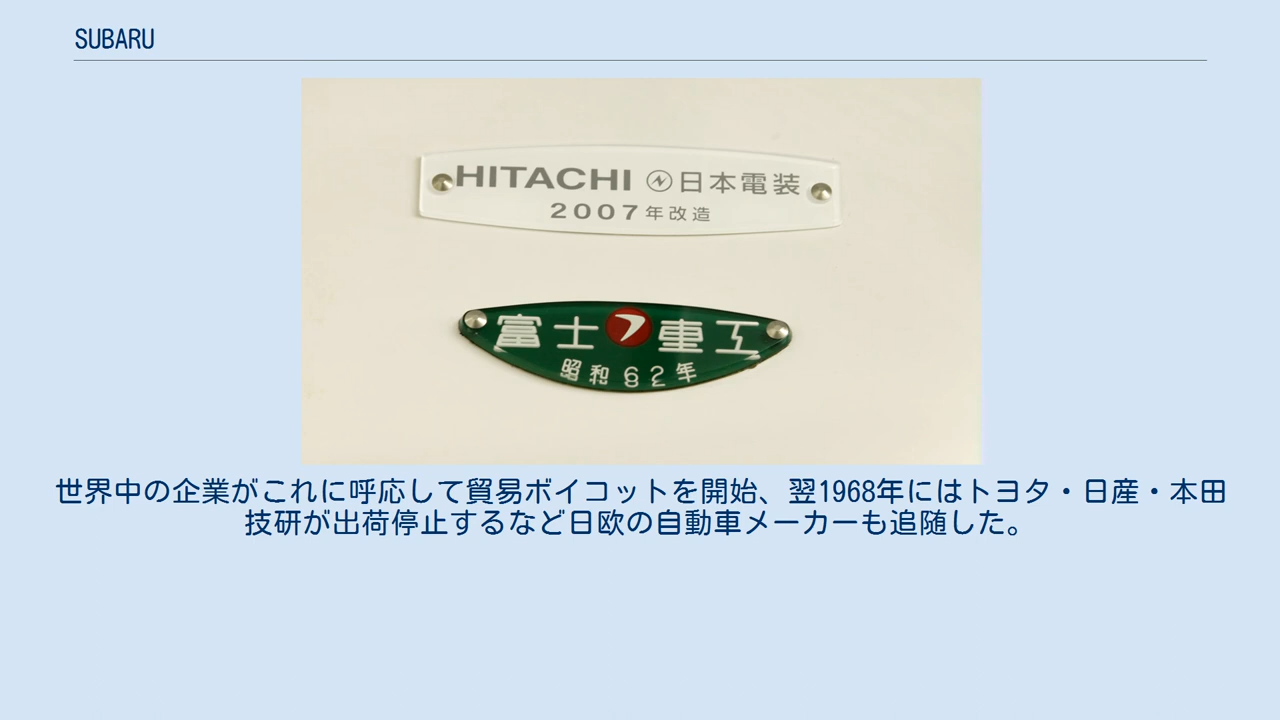 SUBARU
HITACHI 日本電装
2007年改造
富士重工
昭和62年
世界中の企業がこれに呼応して貿易ボイコットを開始、翌1968年にはトヨタ・日産・本田
技研が出荷停止するなど日欧の自動車メーカーも追随した。